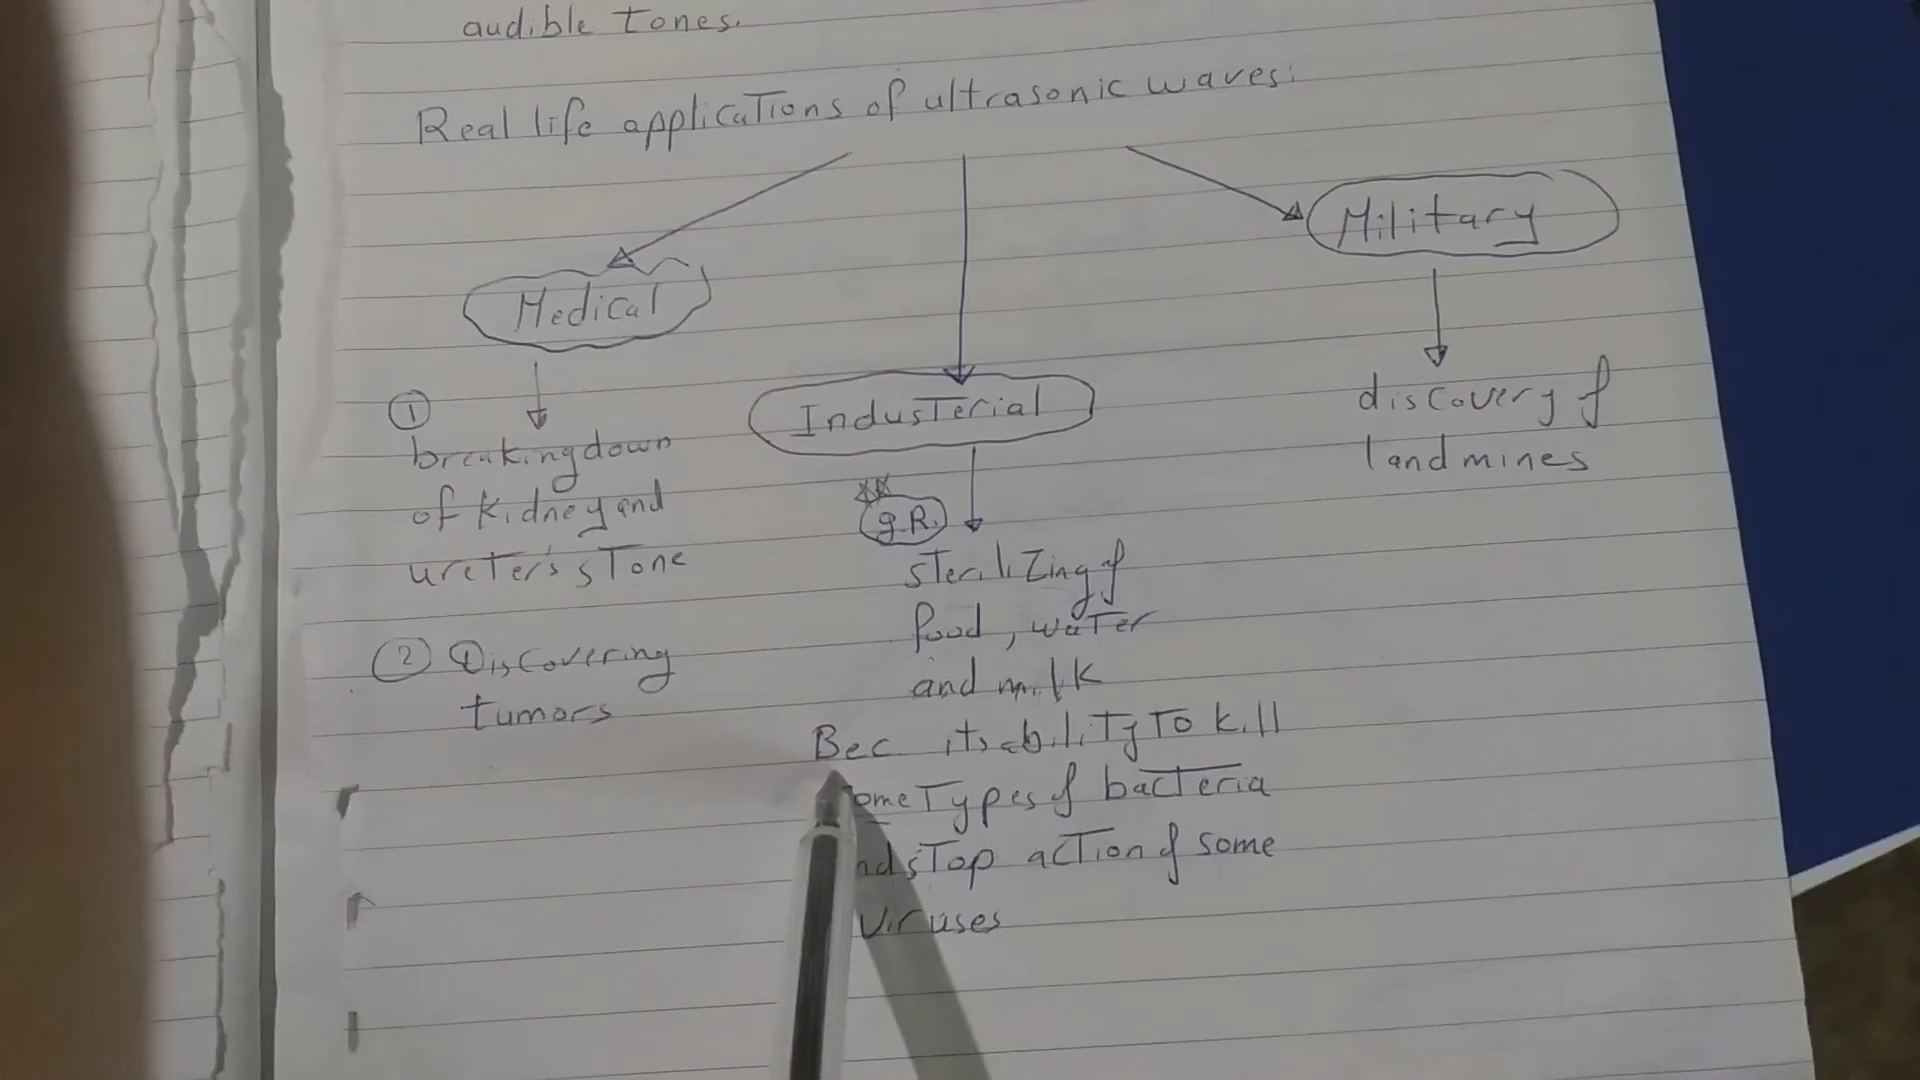 audible tones.
Real life applications of ultrasonic waves:
Medical
①
breaking down
of kidney and
ureter's stone
② Discovering
tumors
Industerial
g.R.
sterilizing of
food, water
and milk
Bec. its ability to kill
some types of bacteria
and stop action of some
viruses
Military
discovery of
land mines